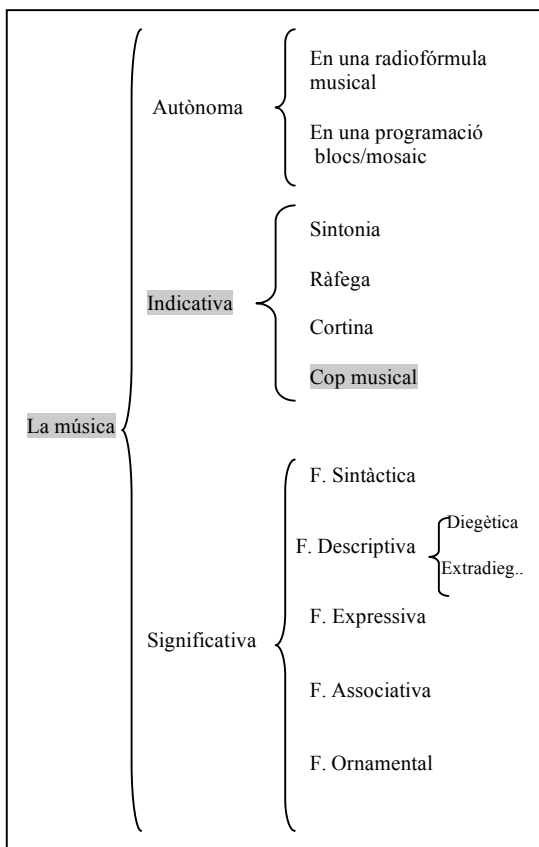 La música
Autònoma
En una radiofórmula
musical
En una programació
blocs/mosaic
Indicativa
Sintonia
Ràfega
Cortina
Cop musical
Significativa
F. Sintàctica
F. Descriptiva
Diegètica
Extradieg..
F. Expressiva
F. Associativa
F. Ornamental